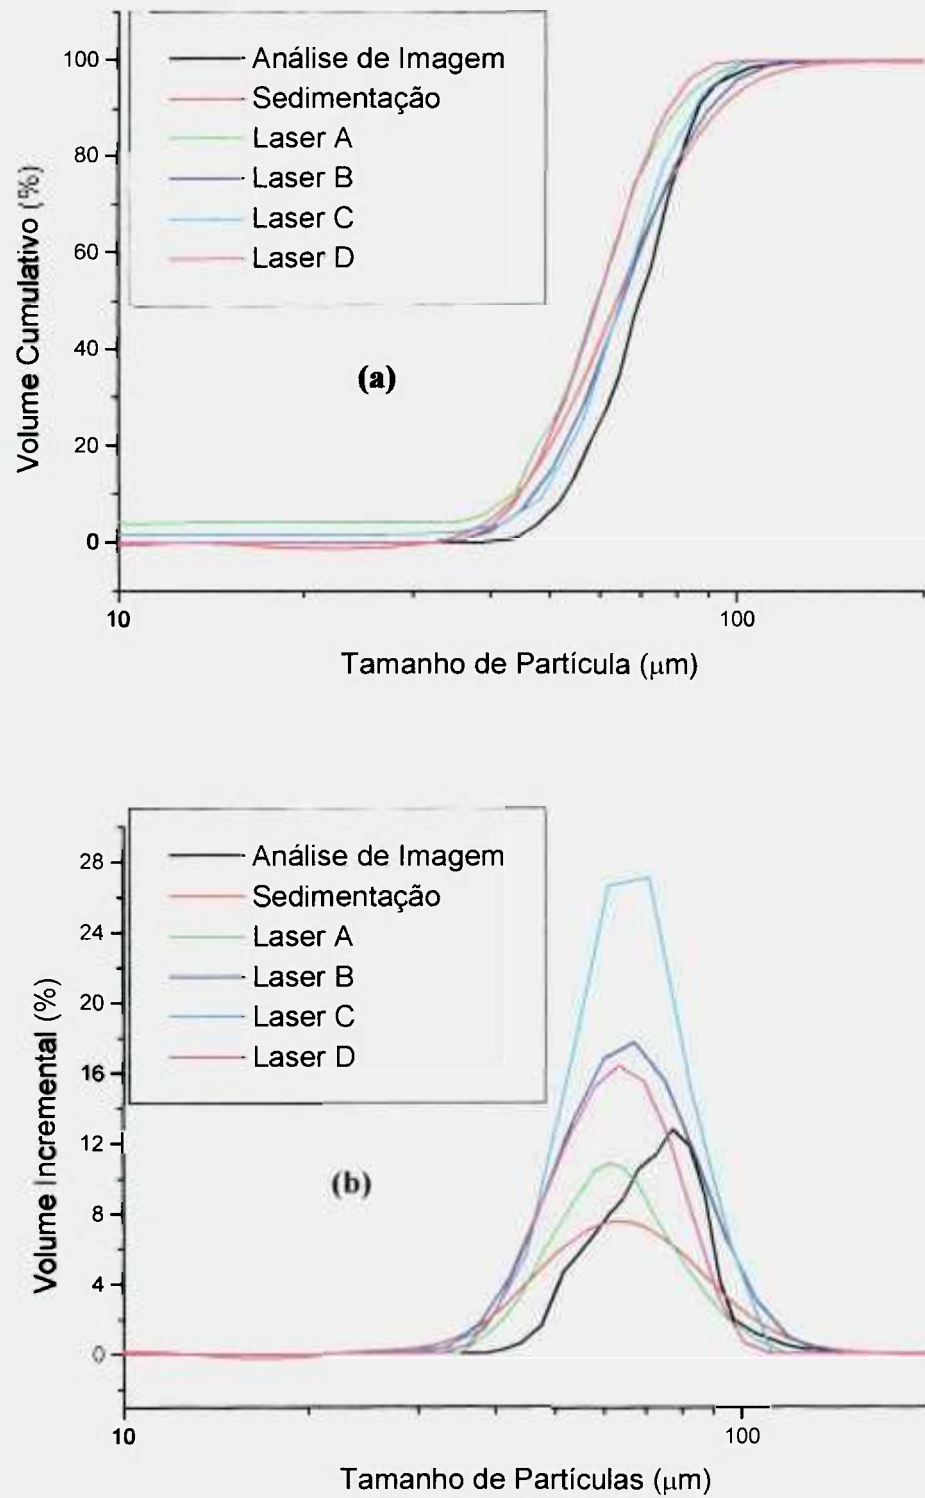 Análise de Imagem
Sedimentação
Laser A
Laser B
Laser C
Laser D
(a)
Volume Cumulativo (%)
100
80
60
40
20
0
10
100
Tamanho de Partícula (μm)
Análise de Imagem
Sedimentação
Laser A
Laser B
Laser C
Laser D
(b)
Volume Incremental (%)
28
24
20
16
12
8
4
0
10
100
Tamanho de Partículas (μm)